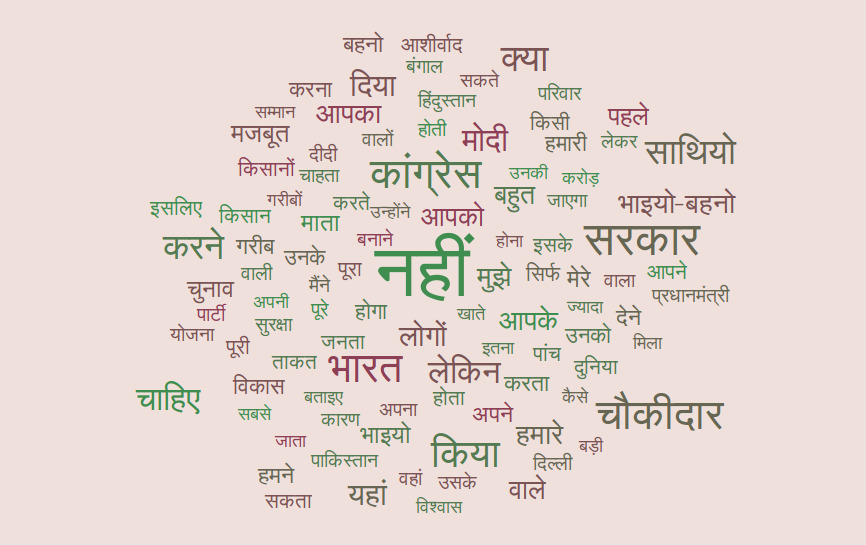 बहनो आशीर्वाद क्या
बंगाल
करना दिया सकते
हिंदुस्तान परिवार
सम्मान आपका पहले
मजबूत वालों होती मोदी किसी
हमारी लेकर साथियो
दीदी
किसानों चाहता कांग्रेस उनकी करोड़
गरीबों बहुत जाएगा भाइयो-बहनो
इसलिए किसान माता करते उन्होंने आपको
करने गरीब उनके बनाने होना इसके सरकार
वाली मैंने पूरा नहीं मुझे सिर्फ मेरे वाला आपने
चुनाव अपनी प्रधानमंत्री
पार्टी सुरक्षा पूरे होगा खाते आपके ज्यादा देने
योजना जनता लोगों उनको मिला
पूरी ताकत इतना पांच
विकास भारत लेकिन करता दुनिया
चाहिए बताइए होता कैसे
सबसे कारण अपना अपने चौकीदार
जाता भाइयो हमारे बड़ी
पाकिस्तान किया दिल्ली
हमने वहां उसके
सकता यहां विश्वास वाले